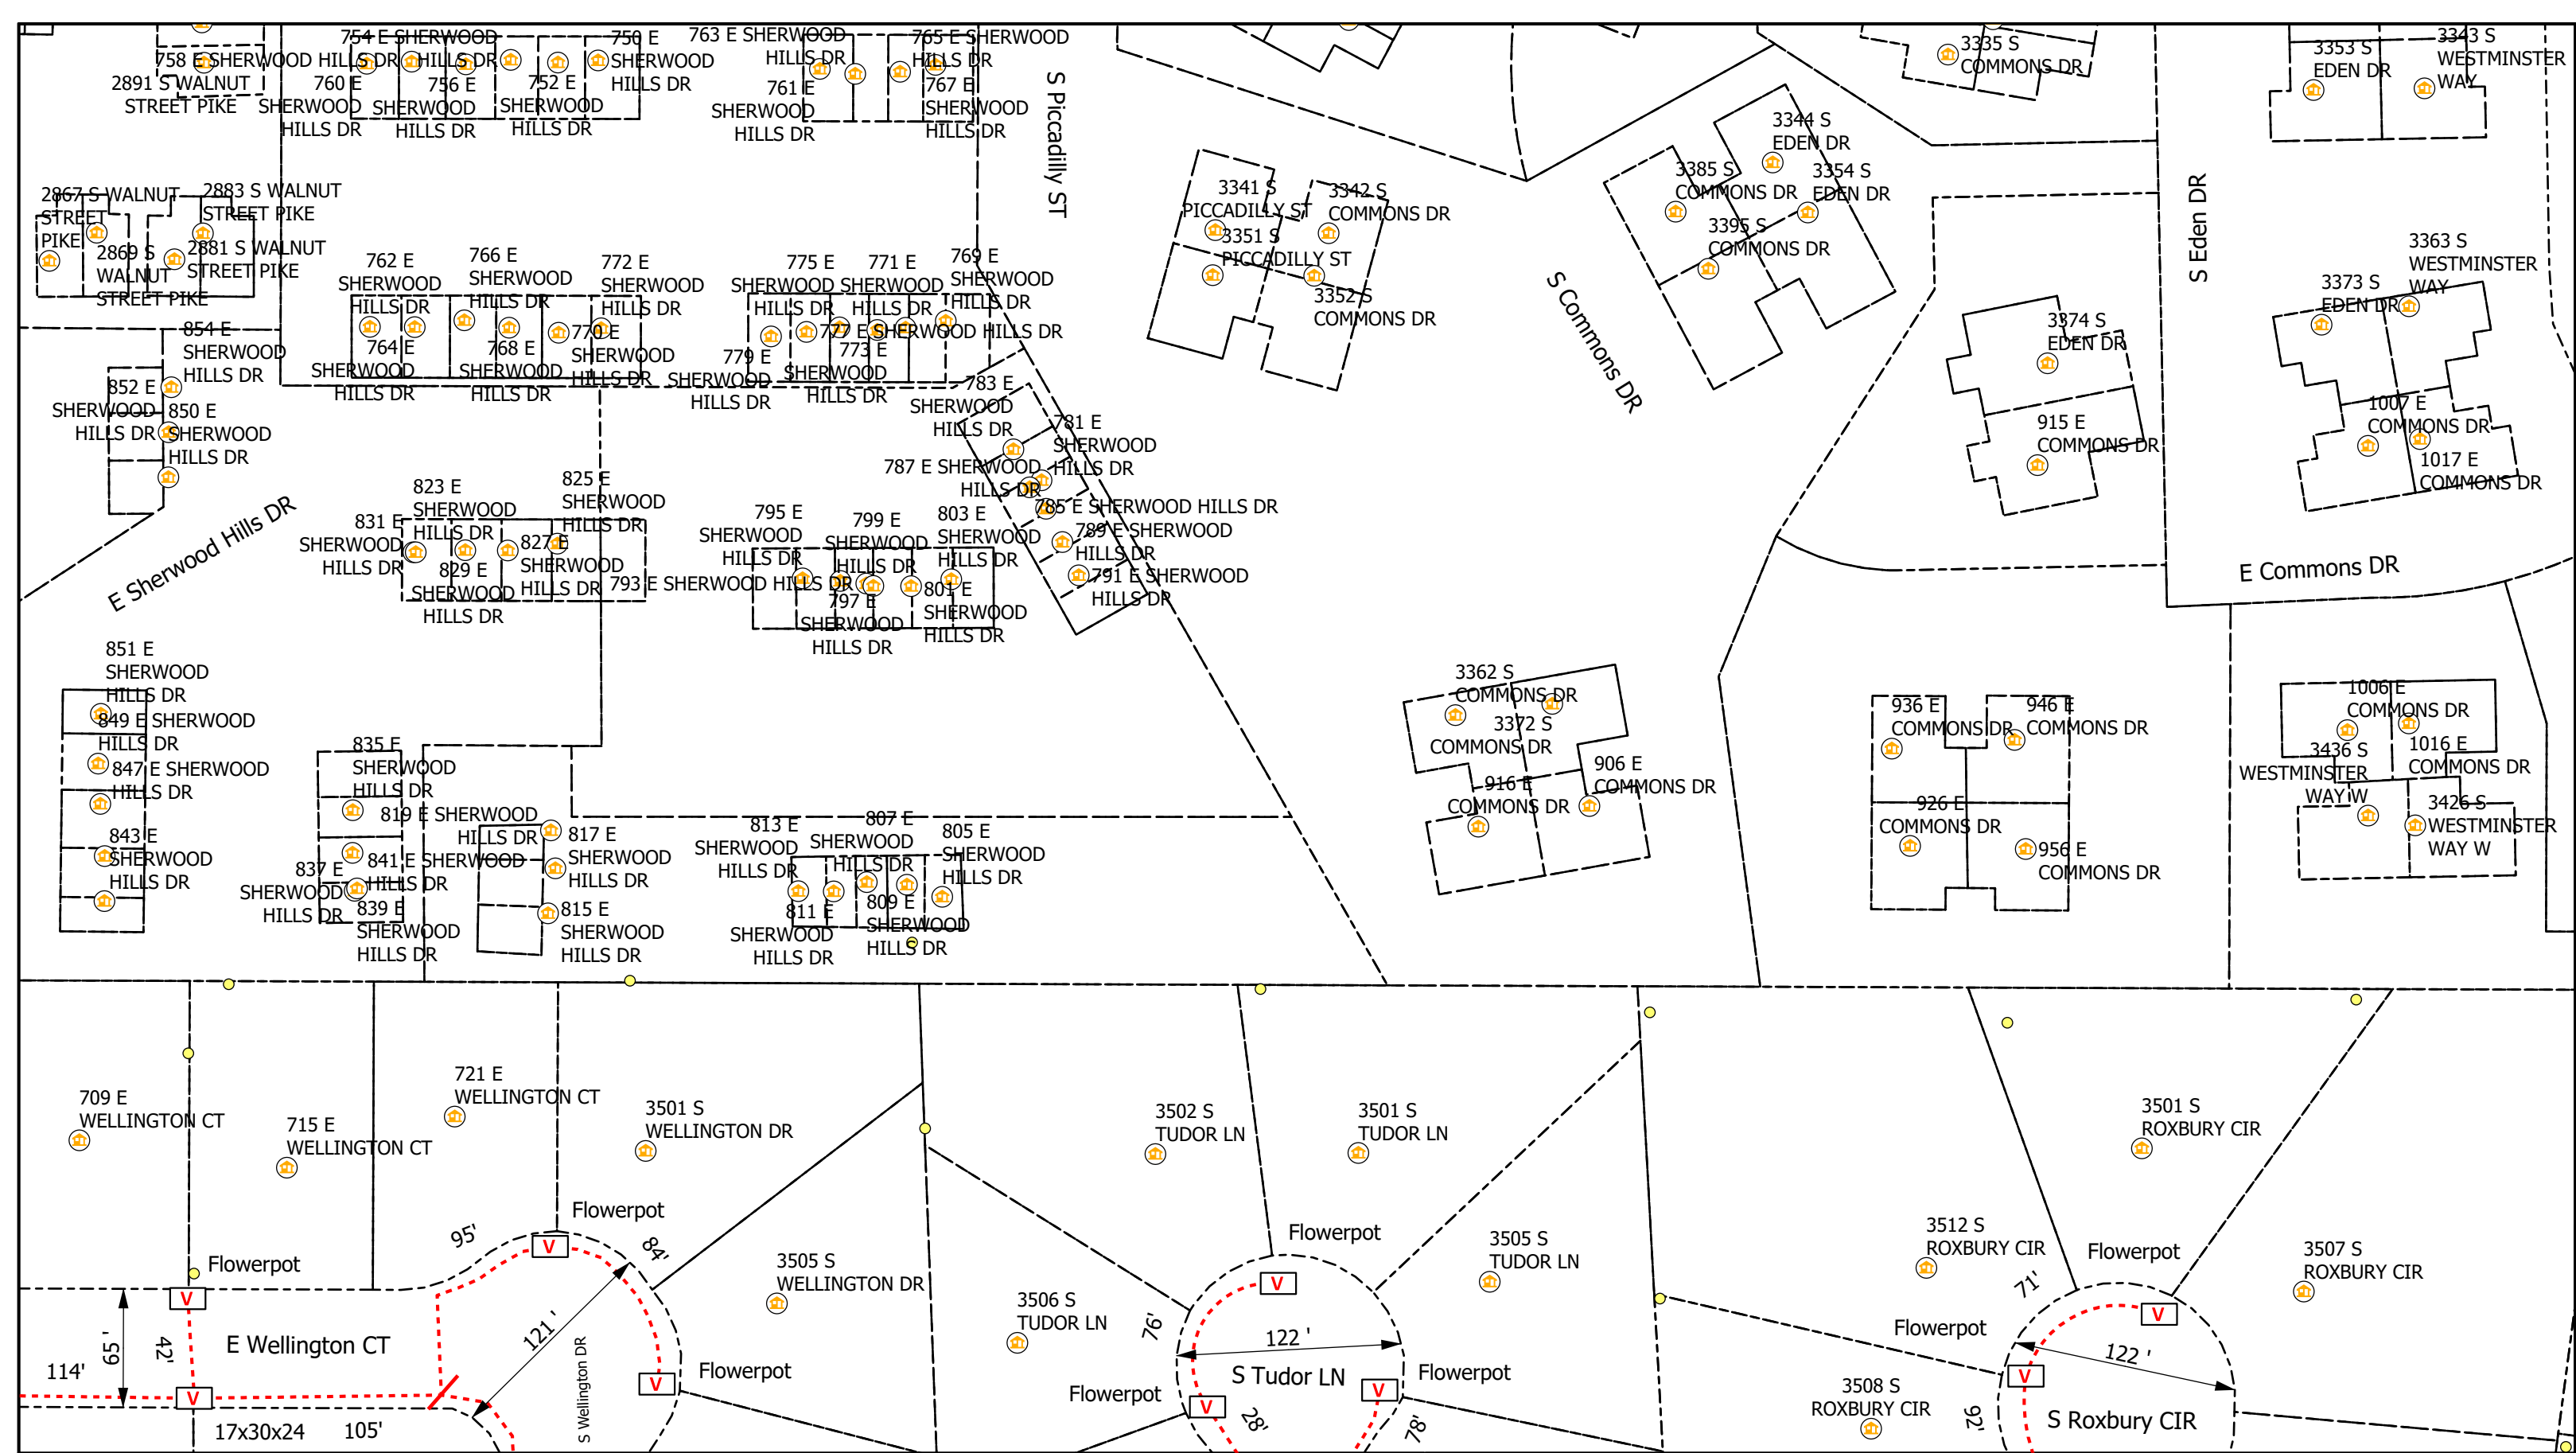 758 E SHERWOOD HILLS DR
2891 S WALNUT
STREET PIKE
754 E SHERWOOD
HILLS DR
760 E
SHERWOOD
HILLS DR
756 E
SHERWOOD
HILLS DR
752 E
SHERWOOD
HILLS DR
750 E
SHERWOOD
HILLS DR
763 E SHERWOOD
HILLS DR
761 E
SHERWOOD
HILLS DR
765 E SHERWOOD
HILLS DR
767 E
SHERWOOD
HILLS DR
S Piccadilly ST
3335 S
COMMONS DR
3353 S
EDEN DR
3343 S
WESTMINSTER
WAY
2867 S WALNUT
STREET
PIKE
2883 S WALNUT
STREET PIKE
2869 S
WALNUT
STREET PIKE
2881 S WALNUT
STREET PIKE
3341 S
PICCADILLY ST
3342 S
COMMONS DR
3351 S
PICCADILLY ST
3352 S
COMMONS DR
3344 S
EDEN DR
3385 S
COMMONS DR
3354 S
EDEN DR
3395 S
COMMONS DR
S Eden DR
S Commons DR
3363 S
WESTMINSTER
WAY
3373 S
EDEN DR
3374 S
EDEN DR
915 E
COMMONS DR
1007 E
COMMONS DR
1017 E
COMMONS DR
762 E
SHERWOOD
HILLS DR
766 E
SHERWOOD
HILLS DR
772 E
SHERWOOD
HILLS DR
764 E
SHERWOOD
HILLS DR
768 E
SHERWOOD
HILLS DR
770 E
SHERWOOD
HILLS DR
775 E
SHERWOOD
HILLS DR
771 E
SHERWOOD
HILLS DR
769 E
SHERWOOD
HILLS DR
777 E SHERWOOD HILLS DR
779 E
SHERWOOD
HILLS DR
773 E
SHERWOOD
HILLS DR
854 E
SHERWOOD
HILLS DR
852 E
SHERWOOD
HILLS DR
850 E
SHERWOOD
HILLS DR
783 E
SHERWOOD
HILLS DR
781 E
SHERWOOD
HILLS DR
787 E SHERWOOD
HILLS DR
785 E SHERWOOD HILLS DR
789 E SHERWOOD
HILLS DR
791 E SHERWOOD
HILLS DR
E Sherwood Hills DR
823 E
SHERWOOD
HILLS DR
825 E
SHERWOOD
HILLS DR
831 E
SHERWOOD
HILLS DR
829 E
SHERWOOD
HILLS DR
827 E
SHERWOOD
HILLS DR
795 E
SHERWOOD
HILLS DR
799 E
SHERWOOD
HILLS DR
803 E
SHERWOOD
HILLS DR
793 E SHERWOOD HILLS DR
797 E
SHERWOOD
HILLS DR
801 E
SHERWOOD
HILLS DR
E Commons DR
851 E
SHERWOOD
HILLS DR
849 E SHERWOOD
HILLS DR
847 E SHERWOOD
HILLS DR
843 E
SHERWOOD
HILLS DR
835 E
SHERWOOD
HILLS DR
819 E SHERWOOD
HILLS DR
841 E SHERWOOD
HILLS DR
837 E
SHERWOOD
HILLS DR
839 E
SHERWOOD
HILLS DR
817 E
SHERWOOD
HILLS DR
815 E
SHERWOOD
HILLS DR
813 E
SHERWOOD
HILLS DR
807 E
SHERWOOD
HILLS DR
805 E
SHERWOOD
HILLS DR
811 E
SHERWOOD
HILLS DR
809 E
SHERWOOD
HILLS DR
3362 S
COMMONS DR
3372 S
COMMONS DR
916 E
COMMONS DR
906 E
COMMONS DR
936 E
COMMONS DR
946 E
COMMONS DR
926 E
COMMONS DR
956 E
COMMONS DR
1006 E
COMMONS DR
1016 E
COMMONS DR
3436 S
WESTMINSTER
WAY W
3426 S
WESTMINSTER
WAY W
709 E
WELLINGTON CT
715 E
WELLINGTON CT
721 E
WELLINGTON CT
3501 S
WELLINGTON DR
3502 S
TUDOR LN
3501 S
TUDOR LN
3501 S
ROXBURY CIR
Flowerpot
95'
Flowerpot
84'
V
V
3505 S
WELLINGTON DR
Flowerpot
V
3505 S
TUDOR LN
3506 S
TUDOR LN
3512 S
ROXBURY CIR
Flowerpot
71'
V
3507 S
ROXBURY CIR
65 '
42'
E Wellington CT
121'
S Wellington DR
Flowerpot
V
114'
V
17x30x24
105'
76'
122 '
S Tudor LN
Flowerpot
V
28'
Flowerpot
V
78'
Flowerpot
V
122 '
3508 S
ROXBURY CIR
92'
S Roxbury CIR